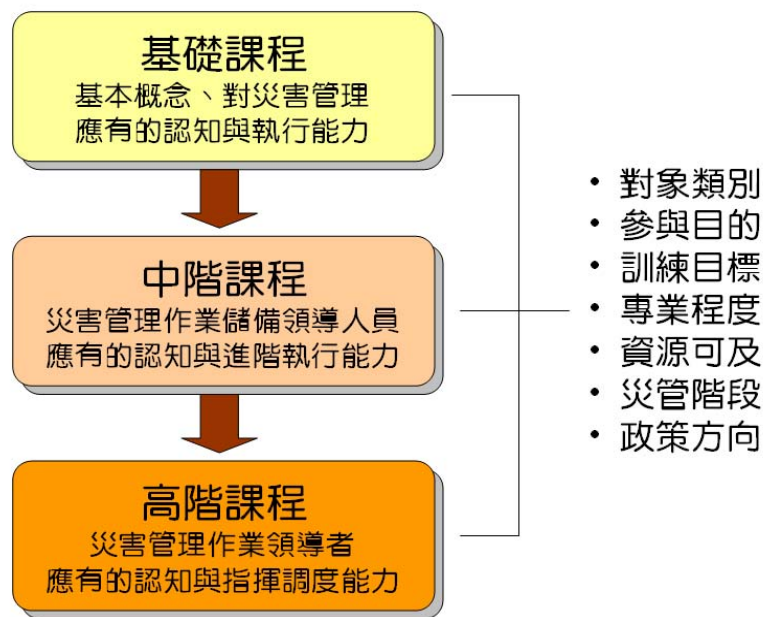 基礎課程
基本概念、對災害管理
應有的認知與執行能力
中階課程
災害管理作業儲備領導人員
應有的認知與進階執行能力
高階課程
災害管理作業領導者
應有的認知與指揮調度能力
• 對象類別
• 參與目的
• 訓練目標
• 專業程度
• 資源可及
• 災管階段
• 政策方向